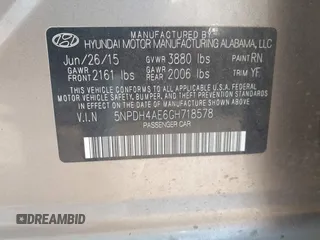 MANUFACTURED BY
HYUNDAI MOTOR MANUFACTURING ALABAMA, LLC
Jun/26/15 GVWR 3880 lbs PAINT RN
GAWR FRONT 2161 lbs GAWR REAR 2006 lbs TRIM YF
THIS VEHICLE CONFORMS TO ALL APPLICABLE U.S.A FEDERAL
MOTOR VEHICLE SAFETY, BUMPER, AND THEFT PREVENTION
STANDARDS IN EFFECT ON THE DATE OF MANUFACTURE SHOWN
ABOVE.
V.I.N 5NPDH4AE6GH718578
PASSENGER CAR
bidfax.info